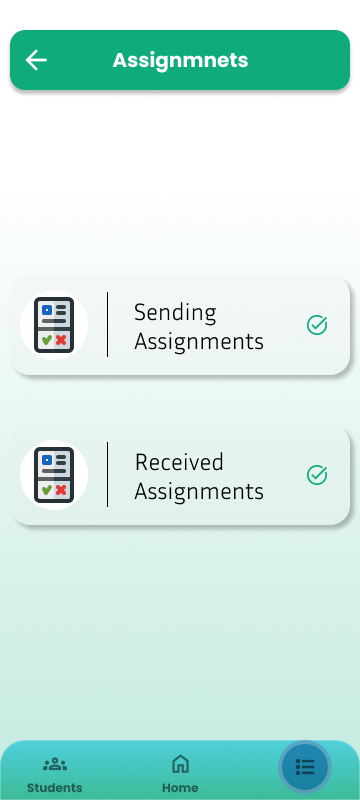 Assignmnets
Sending
Assignments
Received
Assignments
Students
Home